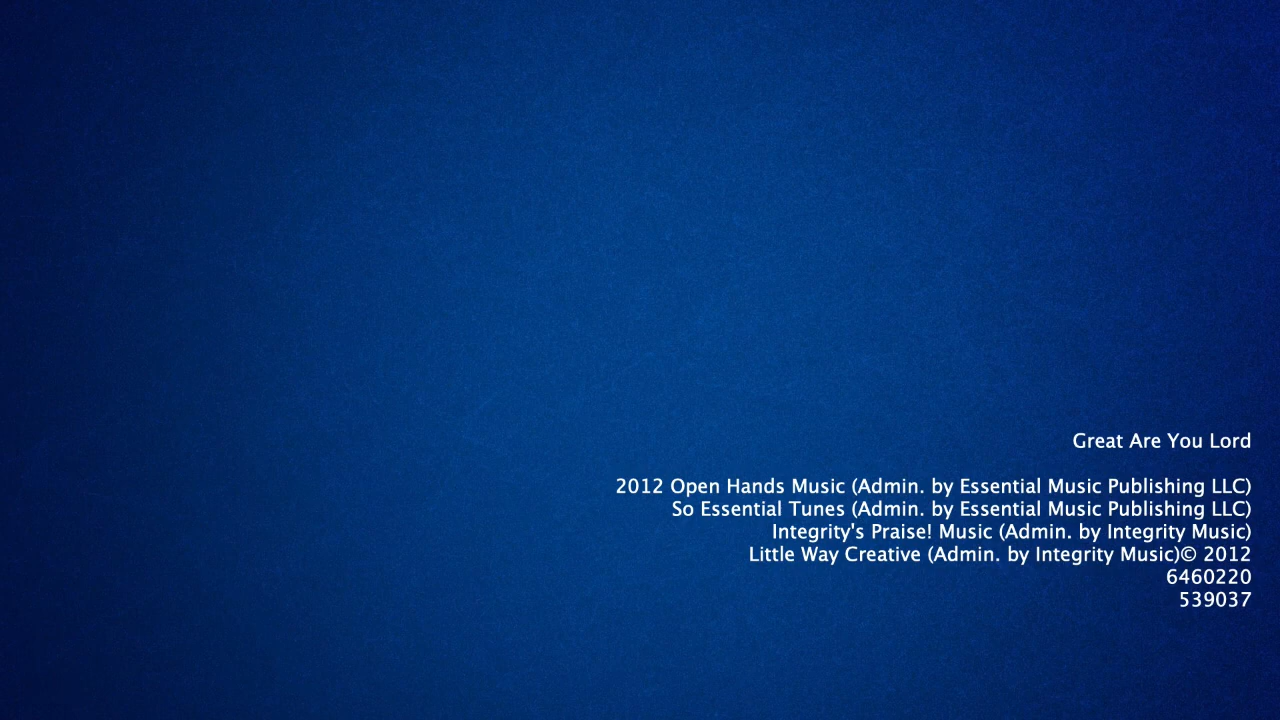 Great Are You Lord
2012 Open Hands Music (Admin. by Essential Music Publishing LLC)
So Essential Tunes (Admin. by Essential Music Publishing LLC)
Integrity's Praise! Music (Admin. by Integrity Music)
Little Way Creative (Admin. by Integrity Music)© 2012
6460220
539037